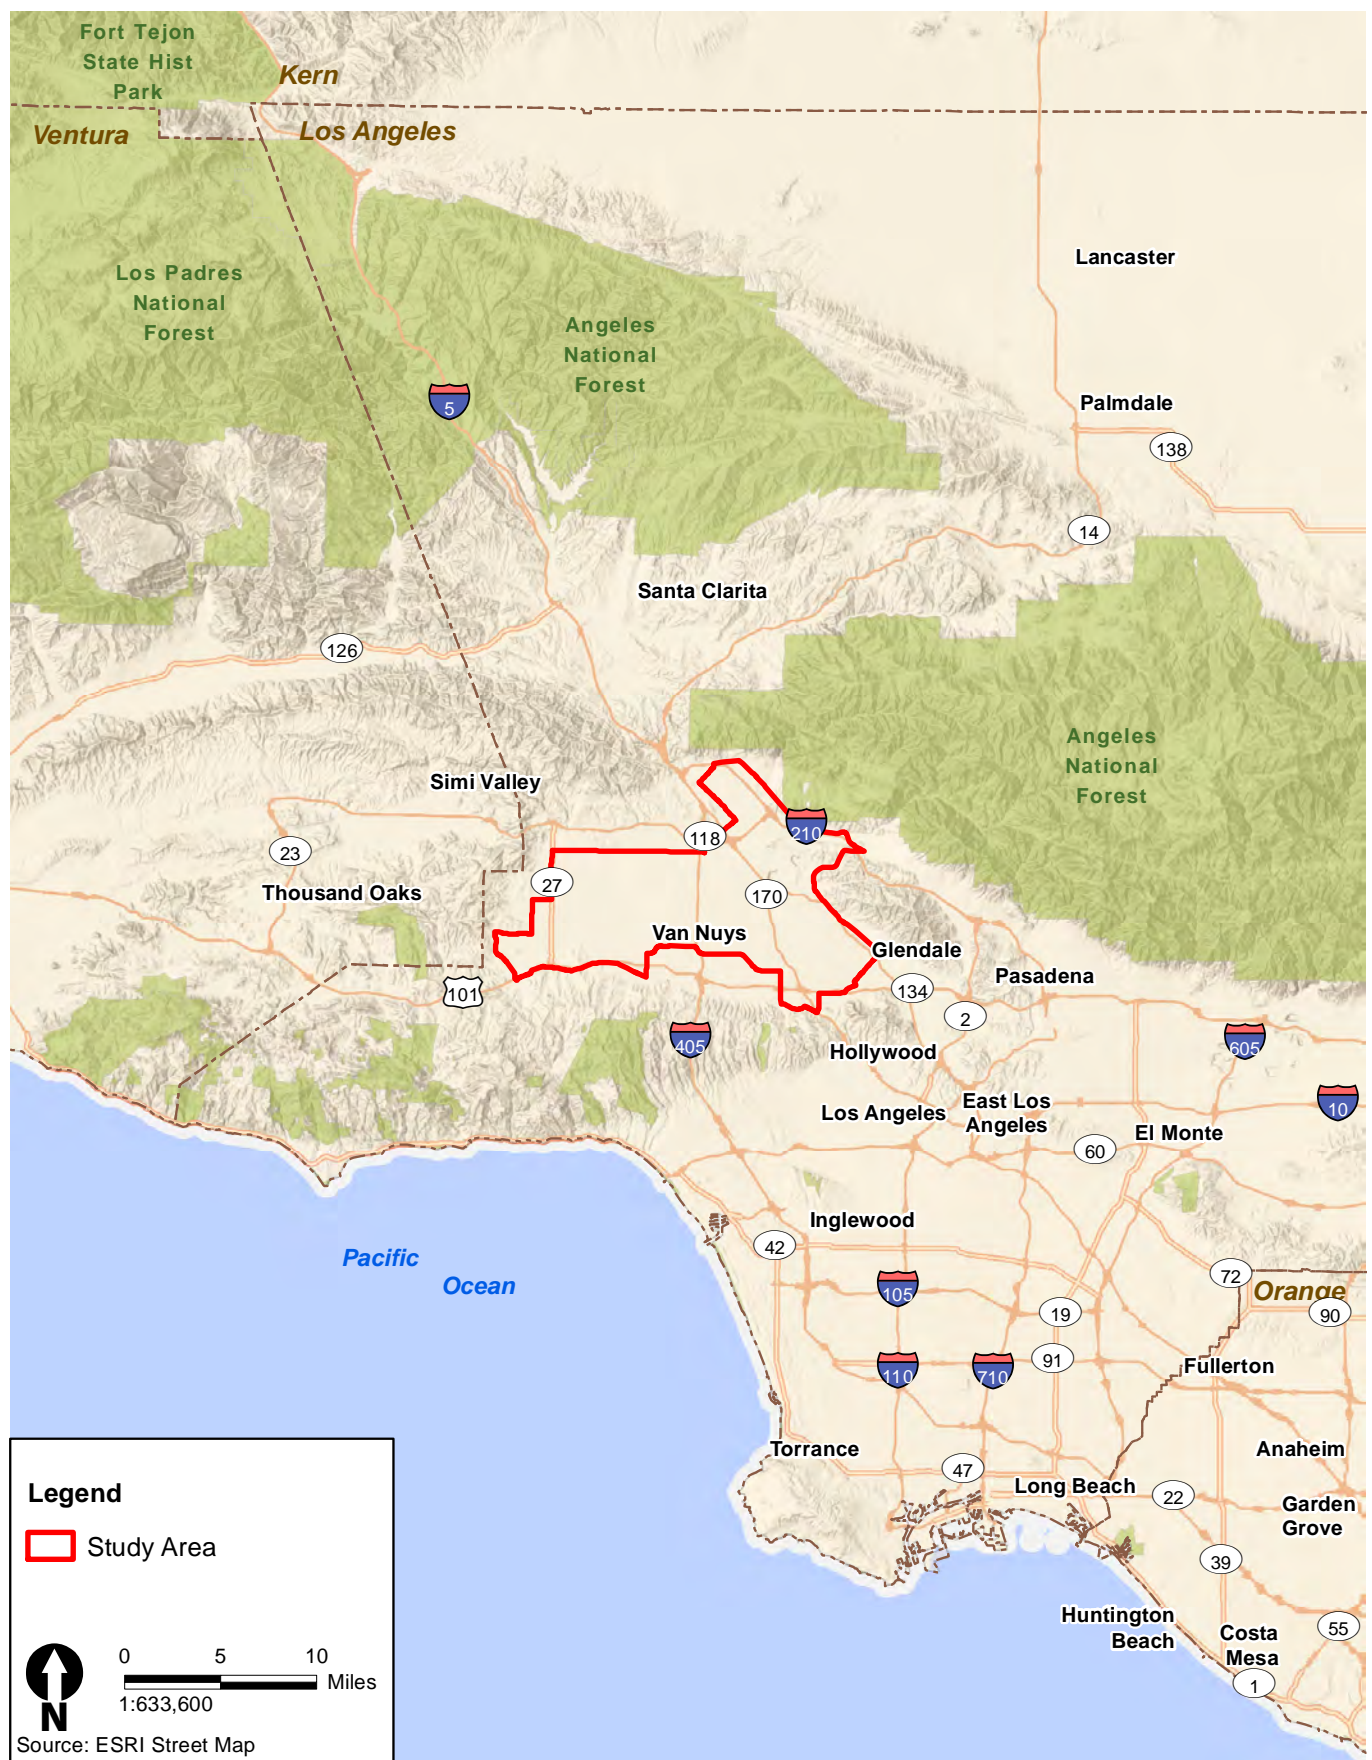 Fort Tejon
State Hist
Park
Kern
Ventura
Los Angeles
Lancaster
Los Padres
National
Forest
Angeles
National
Forest
5
Palmdale
138
14
Santa Clarita
126
Angeles
National
Forest
Simi Valley
210
118
23
27
Thousand Oaks
170
Van Nuys
Glendale
Pasadena
101
134
2
405
Hollywood
605
East Los
Angeles
Los Angeles
10
El Monte
60
Inglewood
42
Pacific
Ocean
72
Orange
105
19
90
91
110
710
Fullerton
Torrance
Anaheim
47
Long Beach
22
Garden
Grove
39
Huntington
Beach
Costa
Mesa
55
1
Legend
Study Area
0 5 10
Miles
1:633,600
N
Source: ESRI Street Map